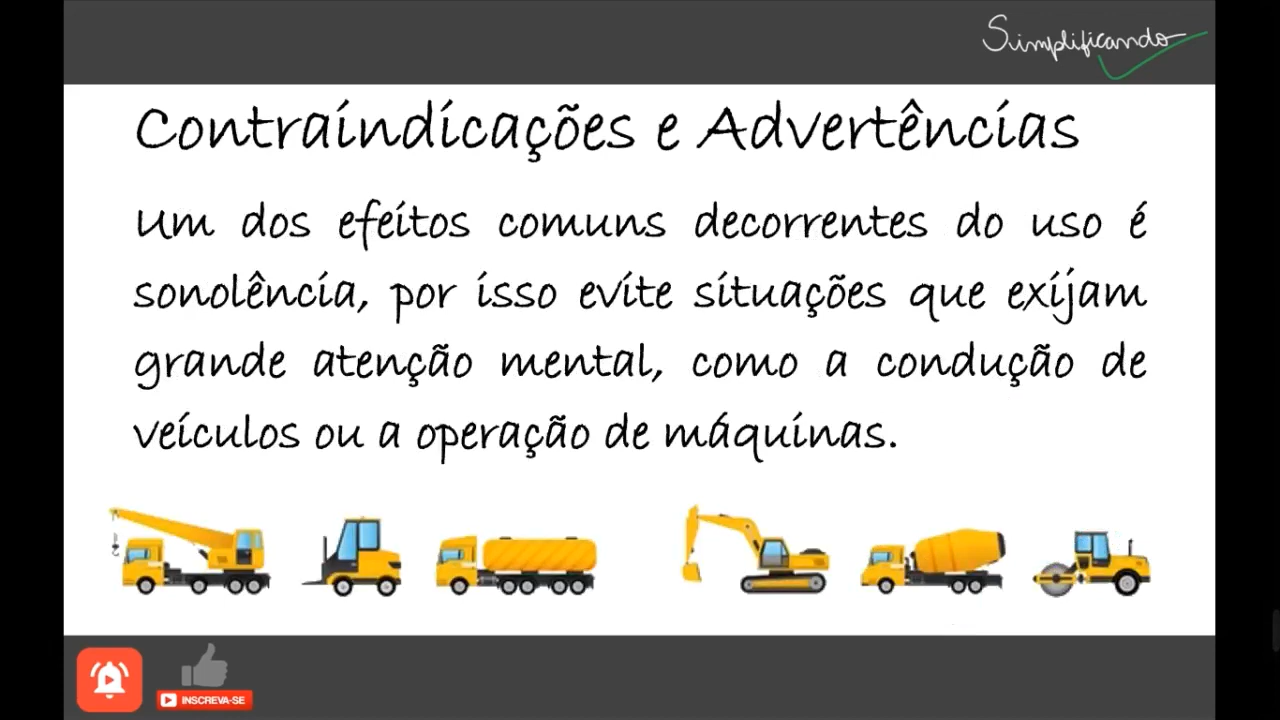 Simplificando
Contraindicações e Advertências
Um dos efeitos comuns decorrentes do uso é
sonolência, por isso evite situações que exijam
grande atenção mental, como a condução de
veículos ou a operação de máquinas.
INSCREVA-SE